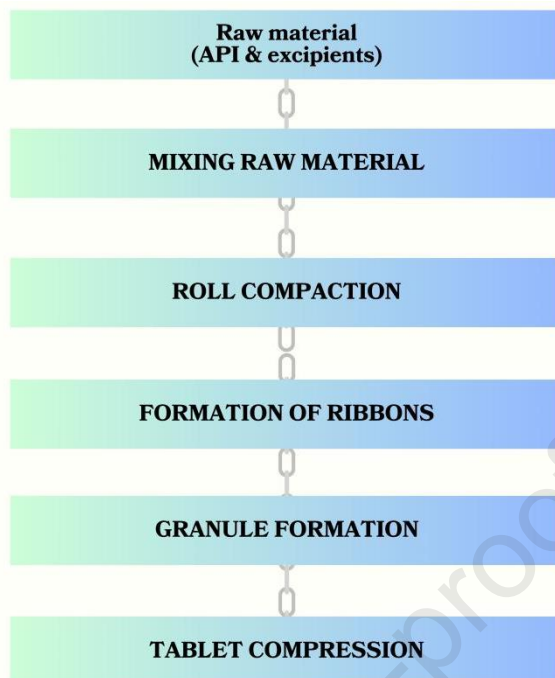 Raw material
(API & excipients)
MIXING RAW MATERIAL
ROLL COMPACTION
FORMATION OF RIBBONS
GRANULE FORMATION
TABLET COMPRESSION